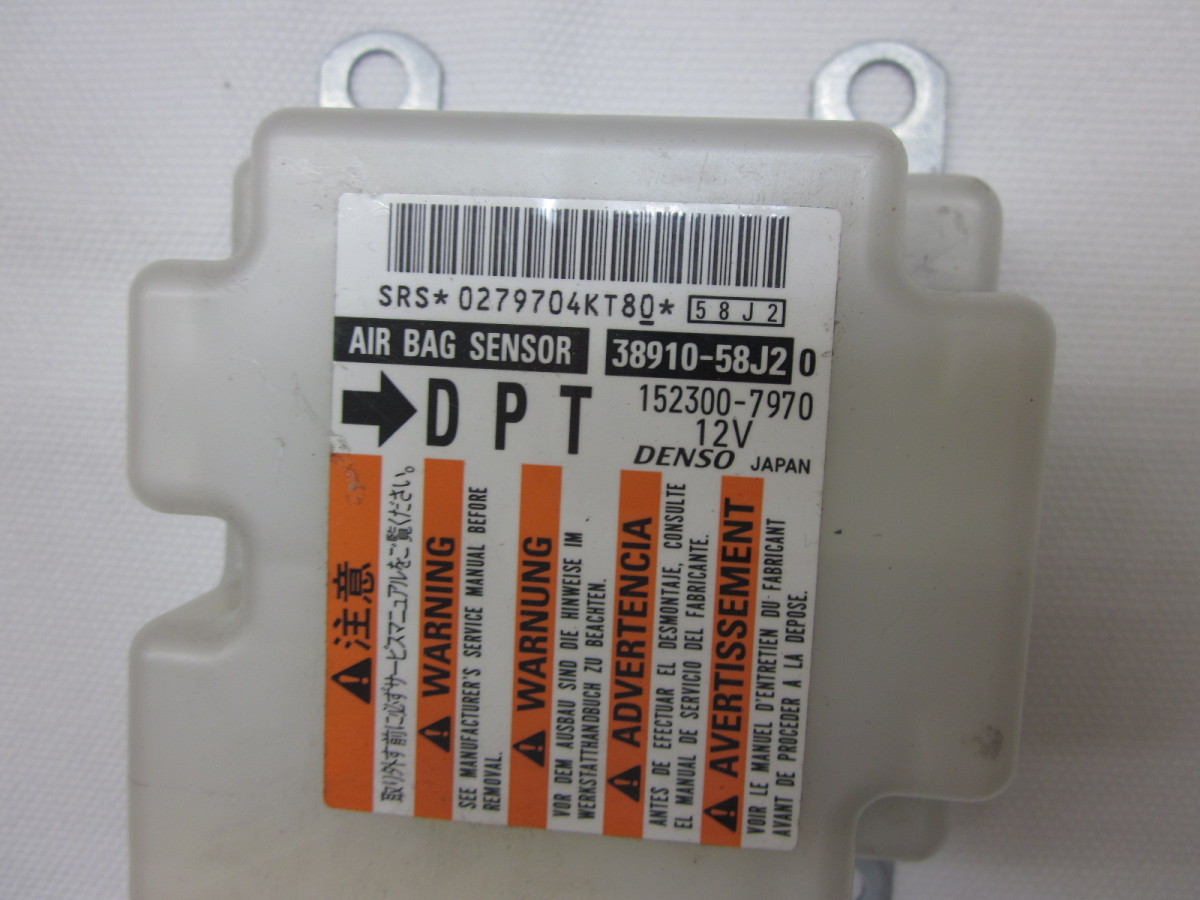 SRS*0279704KT80* 58J2
AIR BAG SENSOR 38910-58J20
DPT
152300-7970
12V
DENSO JAPAN
注意
取り外す前に必ずサービスマニュアルをご覧ください。
WARNING
SEE MANUFACTURER'S SERVICE MANUAL BEFORE
REMOVAL.
WARNUNG
VOR DEM AUSBAU SIND DIE HINWEISE IM
WERKSTATTHANDBUCH ZU BEACHTEN.
ADVERTENCIA
ANTES DE EFECTUAR EL DESMONTAJE, CONSULTE
EL MANUAL DE SERVICIO DEL FABRICANTE.
AVERTISSEMENT
VOIR LE MANUEL D'ENTRETIEN DU FABRICANT
AVANT DE PROCEDER A LA DEPOSE.